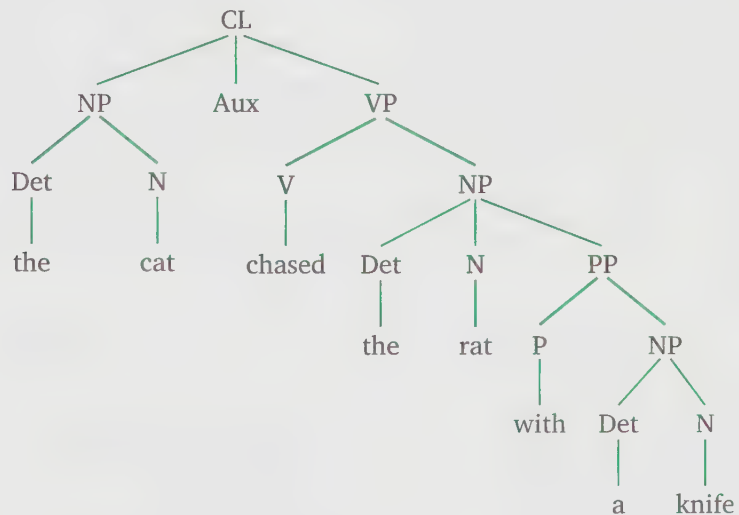 CL
NP Aux VP
Det N V NP
the cat chased Det N PP
the rat P NP
with Det N
a knife